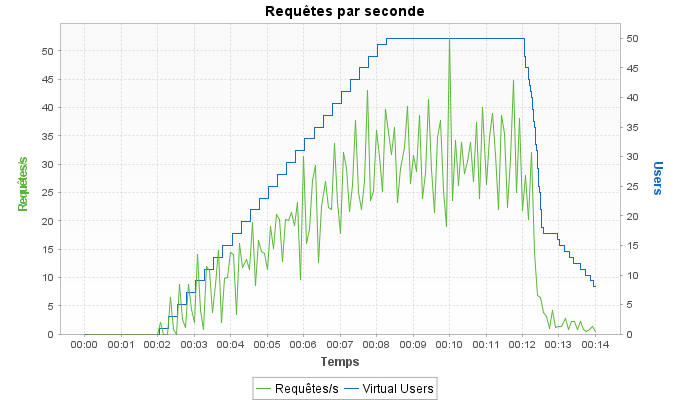 Requêtes par seconde
50 50
45 45
40 40
35 35
30 30
25 25
20 20
15 15
10 10
5 5
0 0
Requêtes/s
Users
00:00 00:01 00:02 00:03 00:04 00:05 00:06 00:07 00:08 00:09 00:10 00:11 00:12 00:13 00:14
Temps
Requêtes/s Virtual Users